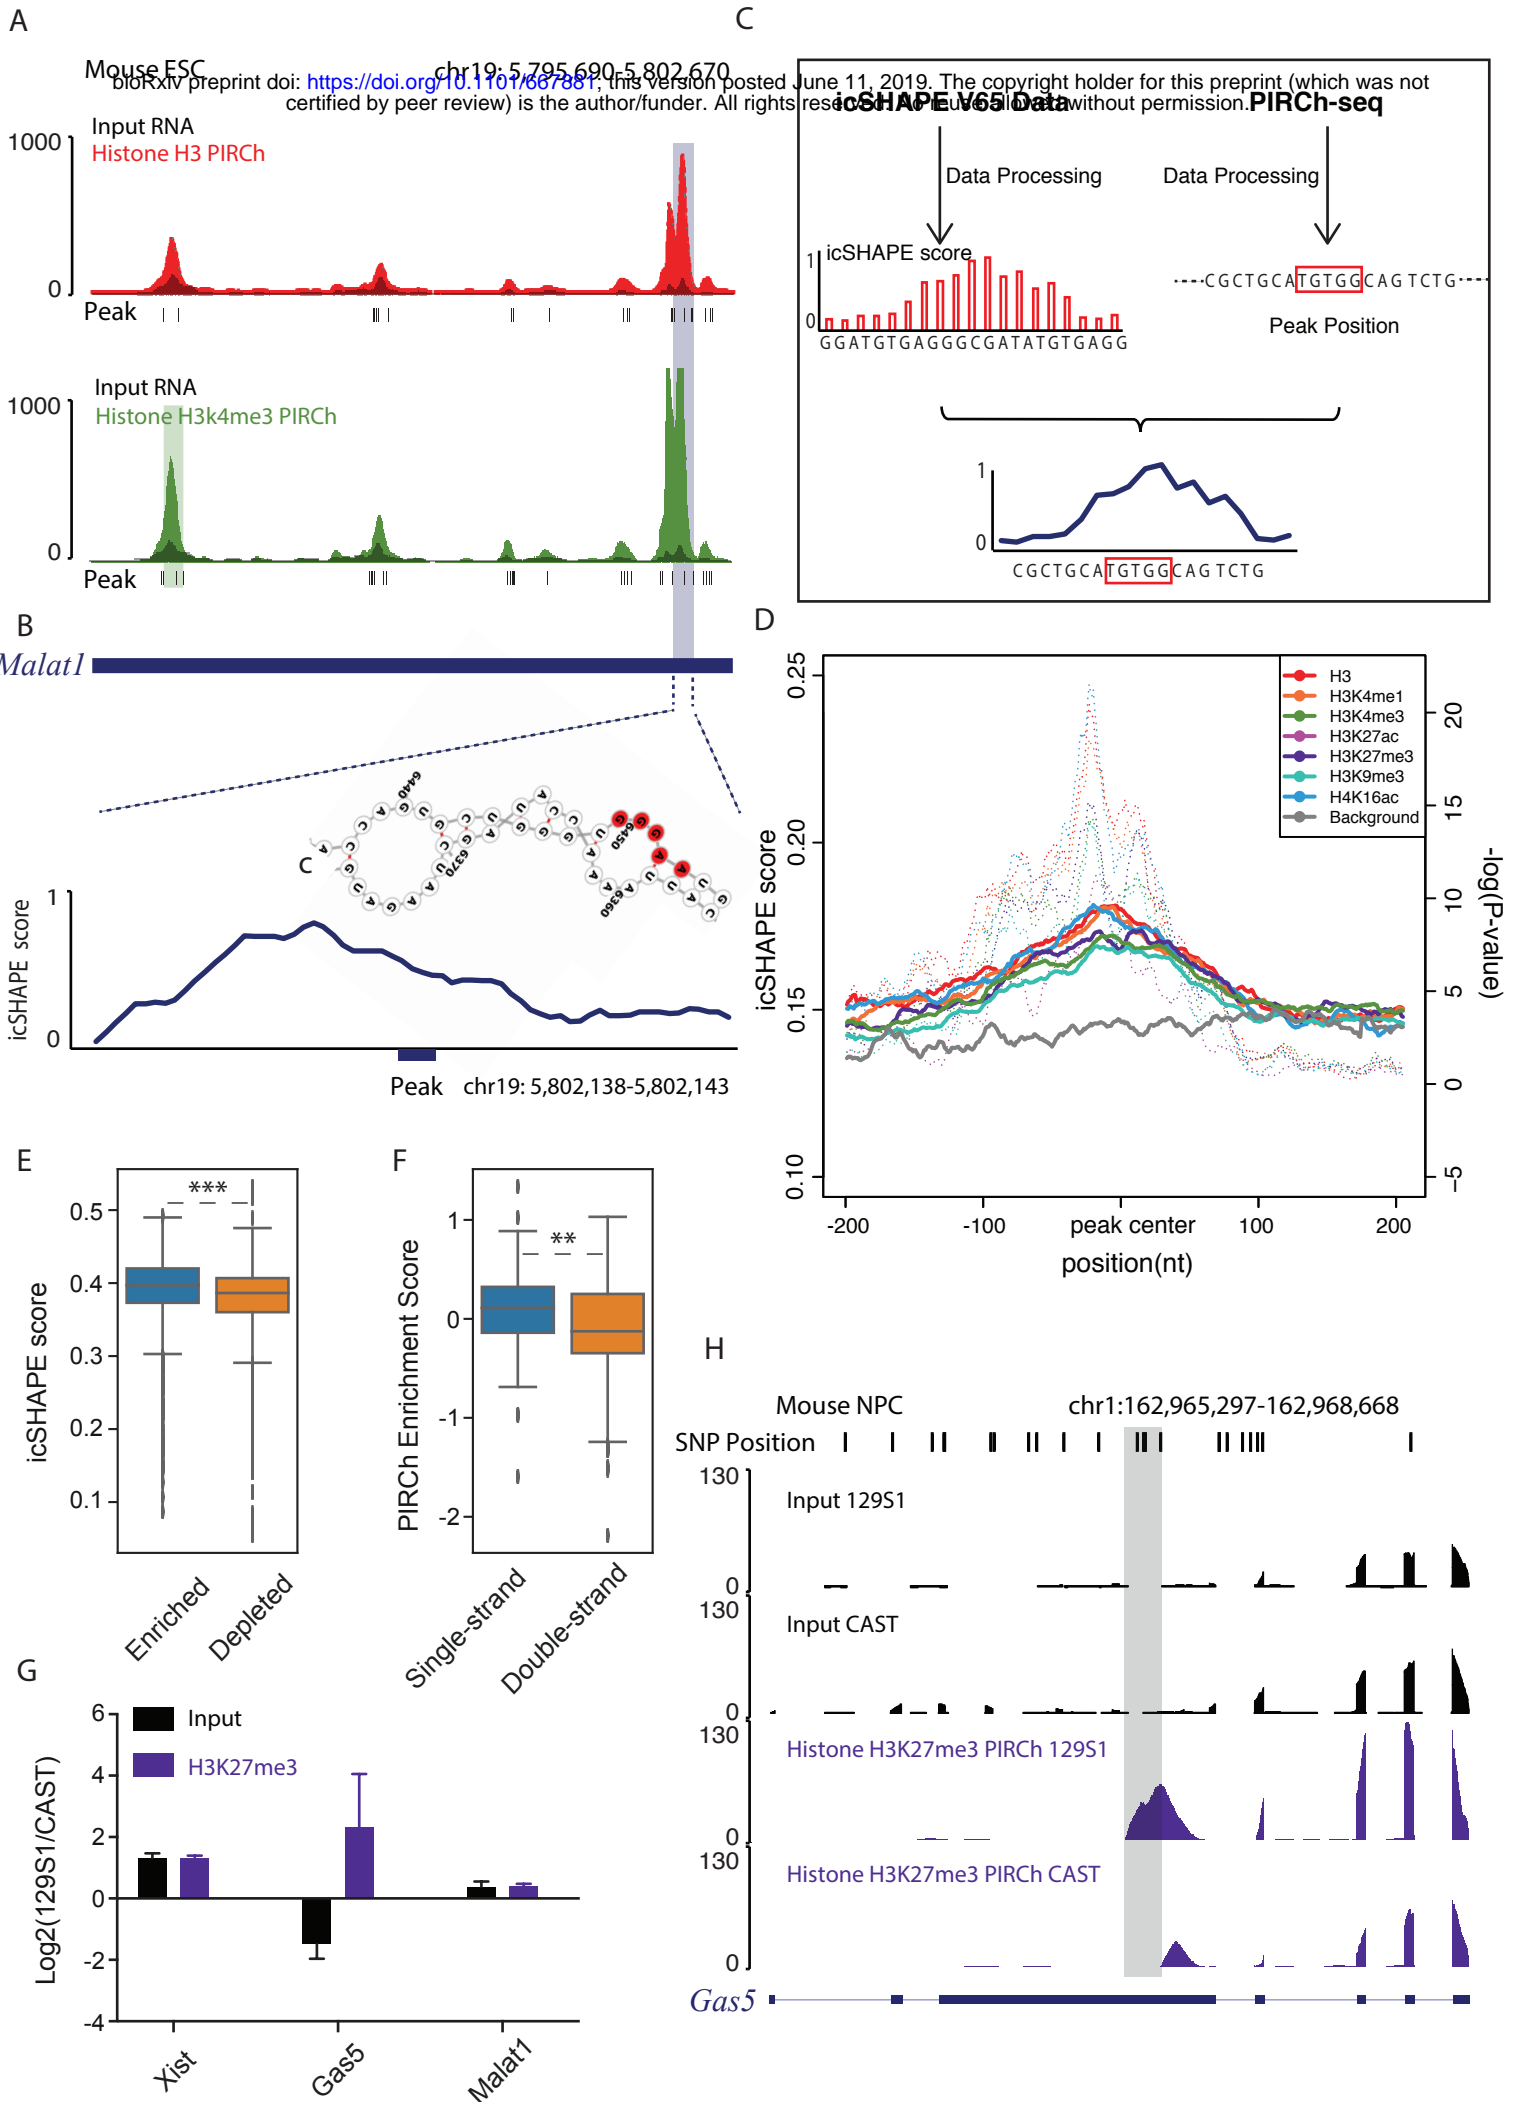 A
C
Mouse ESC
chr19: 5,795,690-5,802,670
bioRxiv preprint doi: https://doi.org/10.1101/667881; this version posted June 11, 2019. The copyright holder for this preprint (which was not
certified by peer review) is the author/funder. All rights reserved. No reuse allowed without permission.
icSHAPE V65 Data
PIRCh-seq
Input RNA
Histone H3 PIRCh
1000
0
Peak
Input RNA
Histone H3k4me3 PIRCh
1000
0
Peak
Data Processing
Data Processing
icSHAPE score
1
0
GGATGTGAGGGCGATATGTGAGG
CGCTGCATGTGGCAGTCTG
Peak Position
1
0
CGCTGCATGTGGCAGTCTG
B
Malat1
6440
6450
6370
6360
C
icSHAPE score
1
0
Peak
chr19: 5,802,138-5,802,143
D
icSHAPE score
0.25
0.20
0.15
0.10
H3
H3K4me1
H3K4me3
H3K27ac
H3K27me3
H3K9me3
H4K16ac
Background
20
15
10
5
0
-5
-log(P-value)
-200
-100
peak center
100
200
position(nt)
E
icSHAPE score
0.5
0.4
0.3
0.2
0.1
***
Enriched
Depleted
F
PIRCh Enrichment Score
1
0
-1
-2
**
Single-strand
Double-strand
G
Log2(129S1/CAST)
6
4
2
0
-2
-4
Input
H3K27me3
Xist
Gas5
Malat1
H
Mouse NPC
chr1:162,965,297-162,968,668
SNP Position
130
Input 129S1
0
130
Input CAST
0
130
Histone H3K27me3 PIRCh 129S1
0
130
Histone H3K27me3 PIRCh CAST
0
Gas5